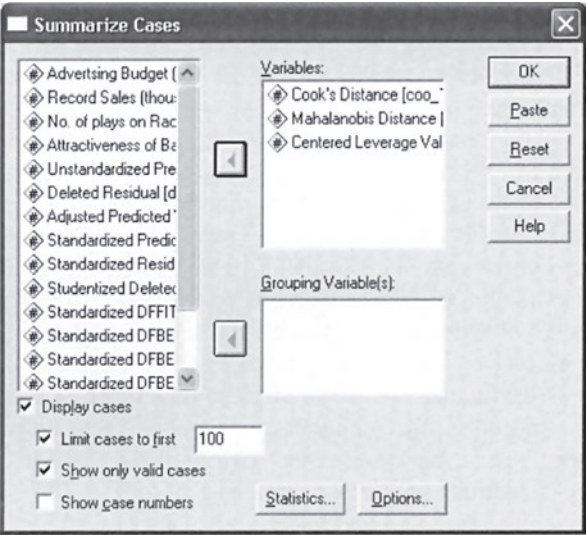 Summarize Cases
Advertsing Budget (
Record Sales (thou:
No. of plays on Rac
Attractiveness of Ba
Unstandardized Pre
Deleted Residual [d
Adjusted Predicted
Standardized Predic
Standardized Resid
Studentized Deleted
Standardized DFFIT
Standardized DFBE
Standardized DFBE
Standardized DFBE
Variables:
Cook's Distance [coo_
Mahalanobis Distance [
Centered Leverage Val
Grouping Variable(s):
OK
Paste
Reset
Cancel
Help
Display cases
Limit cases to first 100
Show only valid cases
Show case numbers
Statistics...
Options...